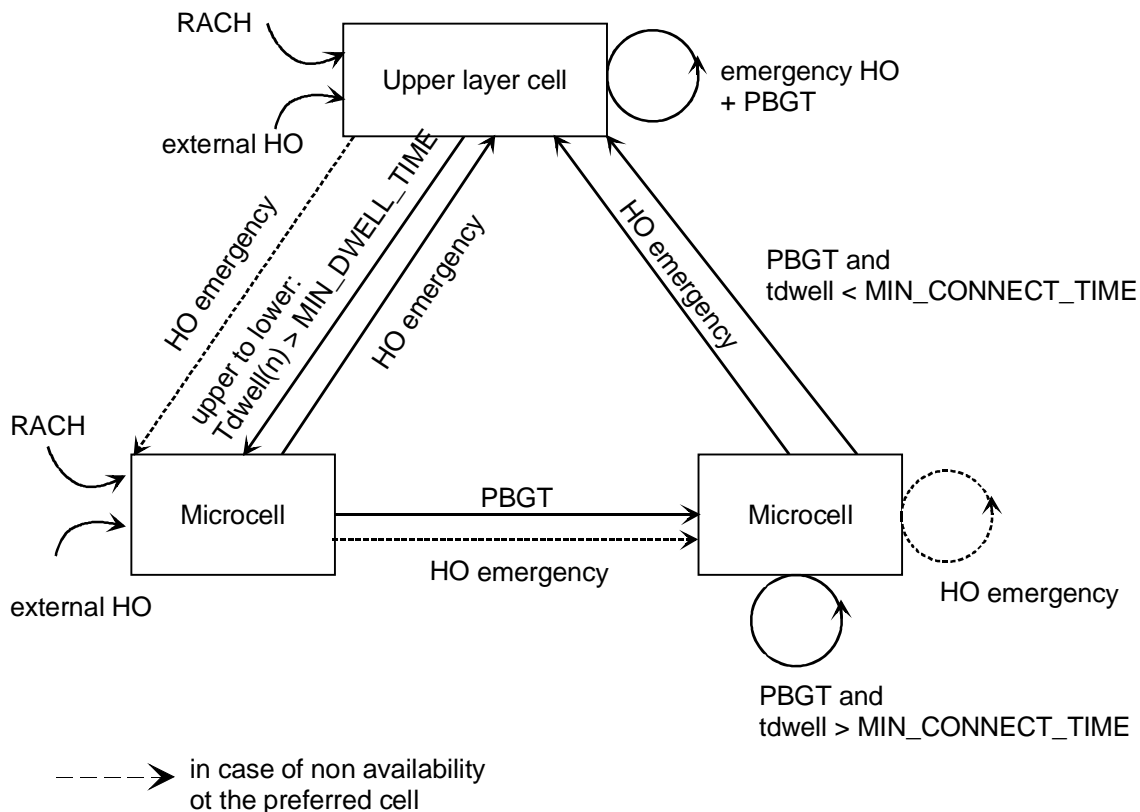 RACH
Upper layer cell
emergency HO
+ PBGT
external HO
HO emergency
upper to lower:
Tdwell(n) > MIN_DWELL_TIME
HO emergency
HO emergency
PBGT and
tdwell < MIN_CONNECT_TIME
RACH
Microcell
PBGT
Microcell
HO emergency
external HO
HO emergency
PBGT and
tdwell > MIN_CONNECT_TIME
in case of non availability
ot the preferred cell